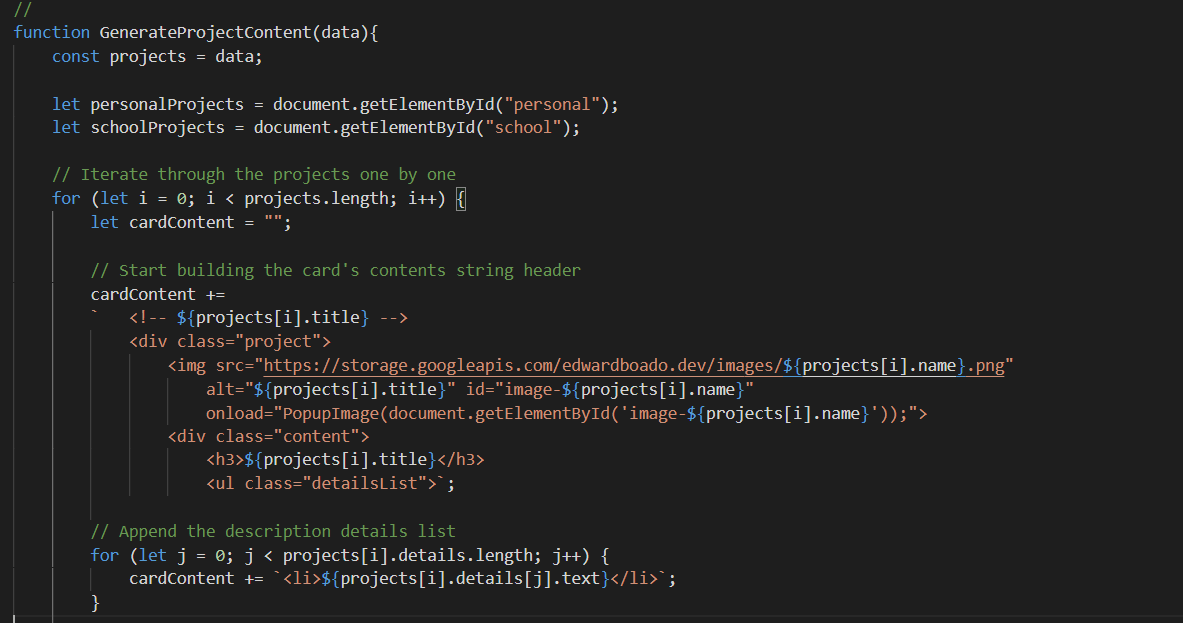 //
function GenerateProjectContent(data){
    const projects = data;

    let personalProjects = document.getElementById("personal");
    let schoolProjects = document.getElementById("school");

    // Iterate through the projects one by one
    for (let i = 0; i < projects.length; i++) {
        let cardContent = "";

        // Start building the card's contents string header
        cardContent +=
        `   <!-- ${projects[i].title} -->
            <div class="project">
                <img src="https://storage.googleapis.com/edwardboado.dev/images/${projects[i].name}.png"
                    alt="${projects[i].title}" id="image-${projects[i].name}"
                    onload="PopupImage(document.getElementById('image-${projects[i].name}'));">
                <div class="content">
                    <h3>${projects[i].title}</h3>
                    <ul class="detailsList">`;

        // Append the description details list
        for (let j = 0; j < projects[i].details.length; j++) {
            cardContent += `<li>${projects[i].details[j].text}</li>`;
        }